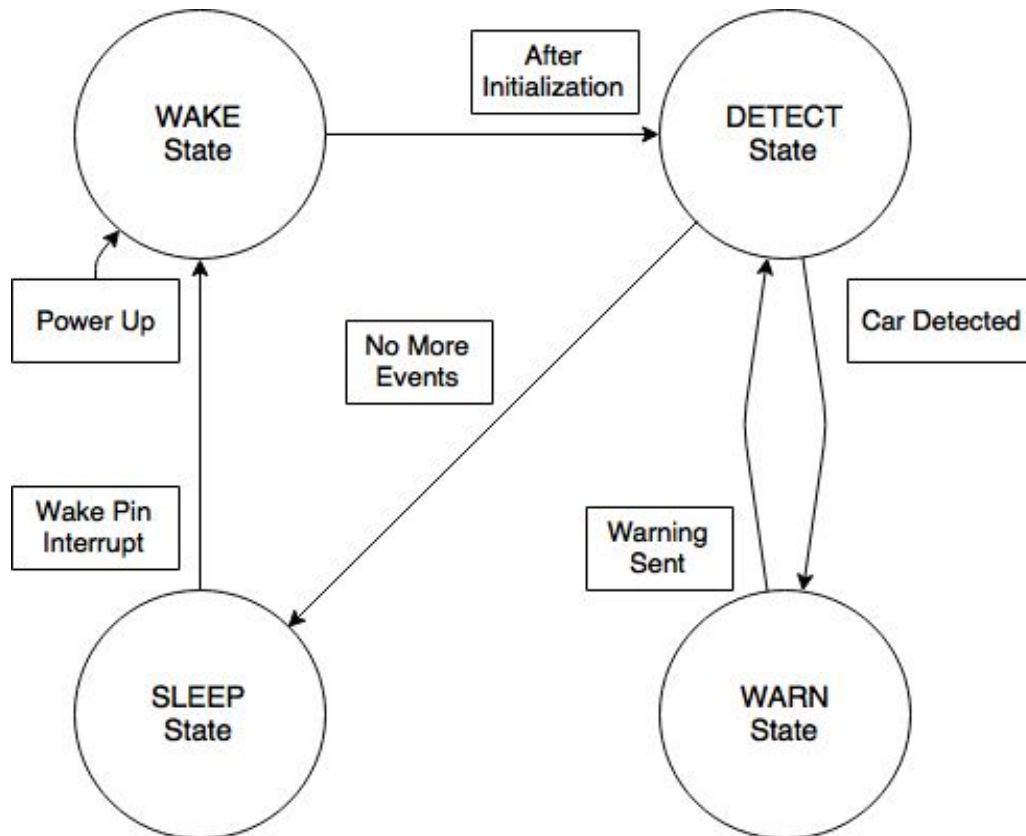 WAKE
State
After
Initialization
DETECT
State
Power Up
No More
Events
Car Detected
Wake Pin
Interrupt
Warning
Sent
SLEEP
State
WARN
State